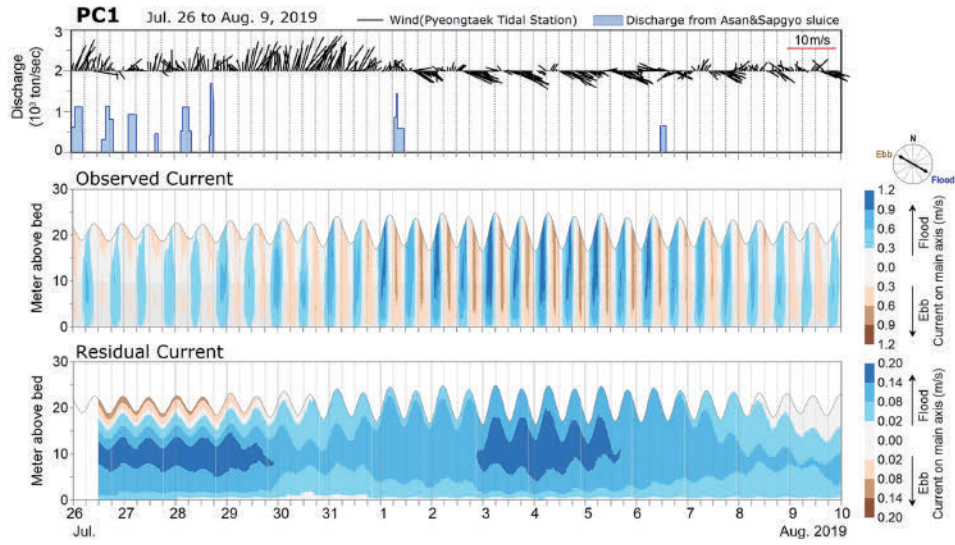 PC1 Jul. 26 to Aug. 9, 2019 Wind(Pyeongtaek Tidal Station) Discharge from Asan&Sapgyo sluice
10m/s
Discharge
(10³ ton/sec)
3
2
1
0
N
Ebb
Flood
Observed Current
Meter above bed
30
20
10
0
1.2
0.9
0.6
0.3
0.0
0.3
0.6
0.9
1.2
Flood
Ebb
Current on main axis (m/s)
Residual Current
Meter above bed
30
20
10
0
0.20
0.14
0.08
0.02
0.00
0.02
0.08
0.14
0.20
Flood
Ebb
Current on main axis (m/s)
26 27 28 29 30 31 1 2 3 4 5 6 7 8 9 10
Jul. Aug. 2019